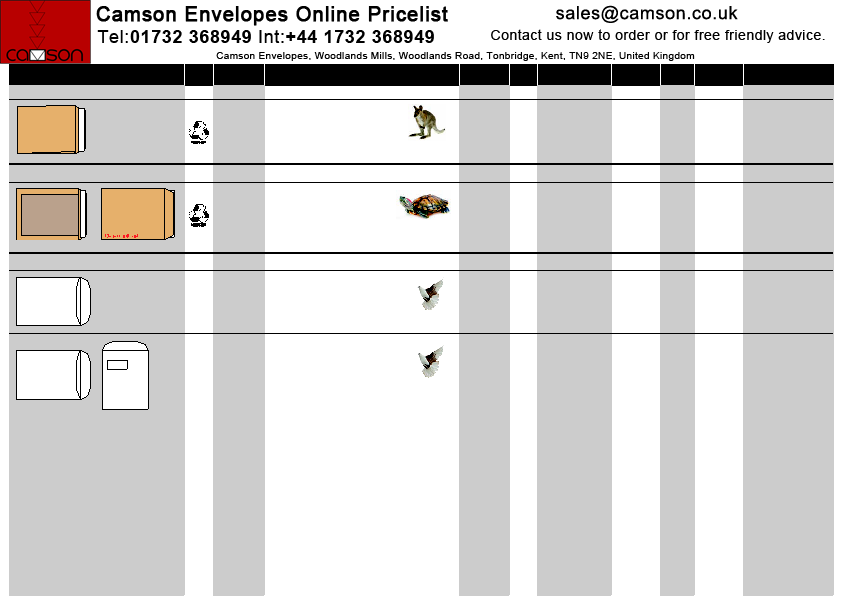 camson
Camson Envelopes Online Pricelist
Tel:01732 368949 Int:+44 1732 368949
sales@camson.co.uk
Contact us now to order or for free friendly advice.
Camson Envelopes, Woodlands Mills, Woodlands Road, Tonbridge, Kent, TN9 2NE, United Kingdom